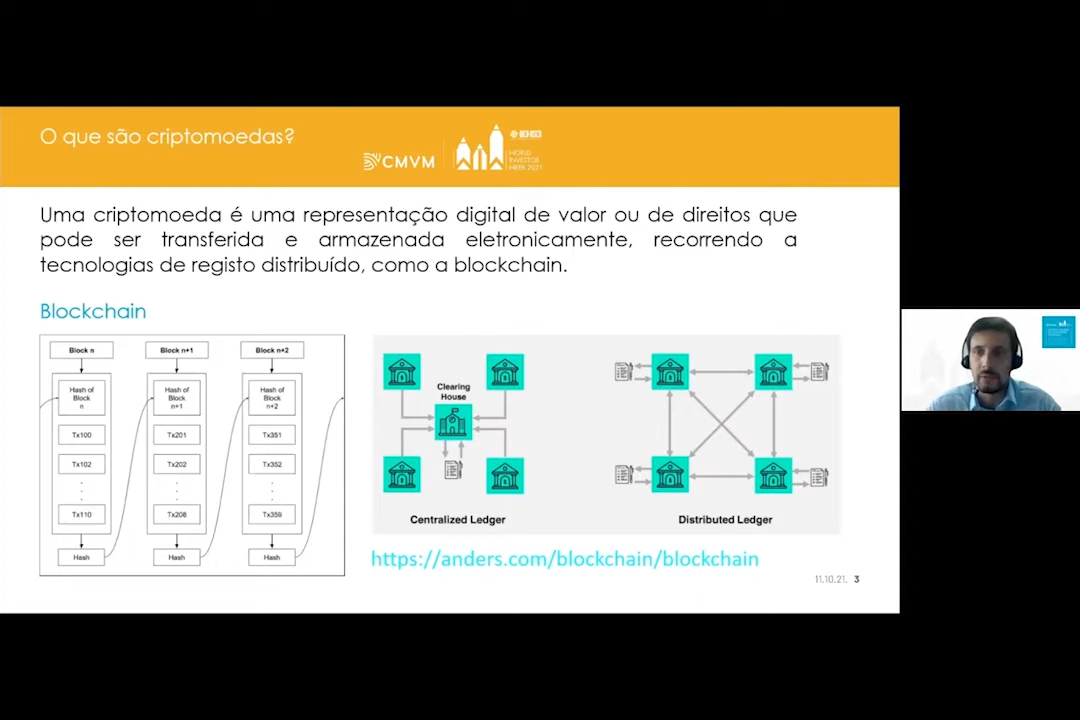 O que são criptomoedas?
CMVM
WORLD
INVESTOR
WEEK 2021
Uma criptomoeda é uma representação digital de valor ou de direitos que
pode ser transferida e armazenada eletronicamente, recorrendo a
tecnologias de registo distribuído, como a blockchain.
Blockchain
Block n
Block n+1
Block n+2
Hash of
Block
n
Hash of
Block
n+1
Hash of
Block
n+2
Tx100
Tx201
Tx351
Tx102
Tx202
Tx352
Tx110
Tx208
Tx359
Hash
Hash
Hash
Clearing
House
Centralized Ledger
Distributed Ledger
https://anders.com/blockchain/blockchain
11.10.21. 3